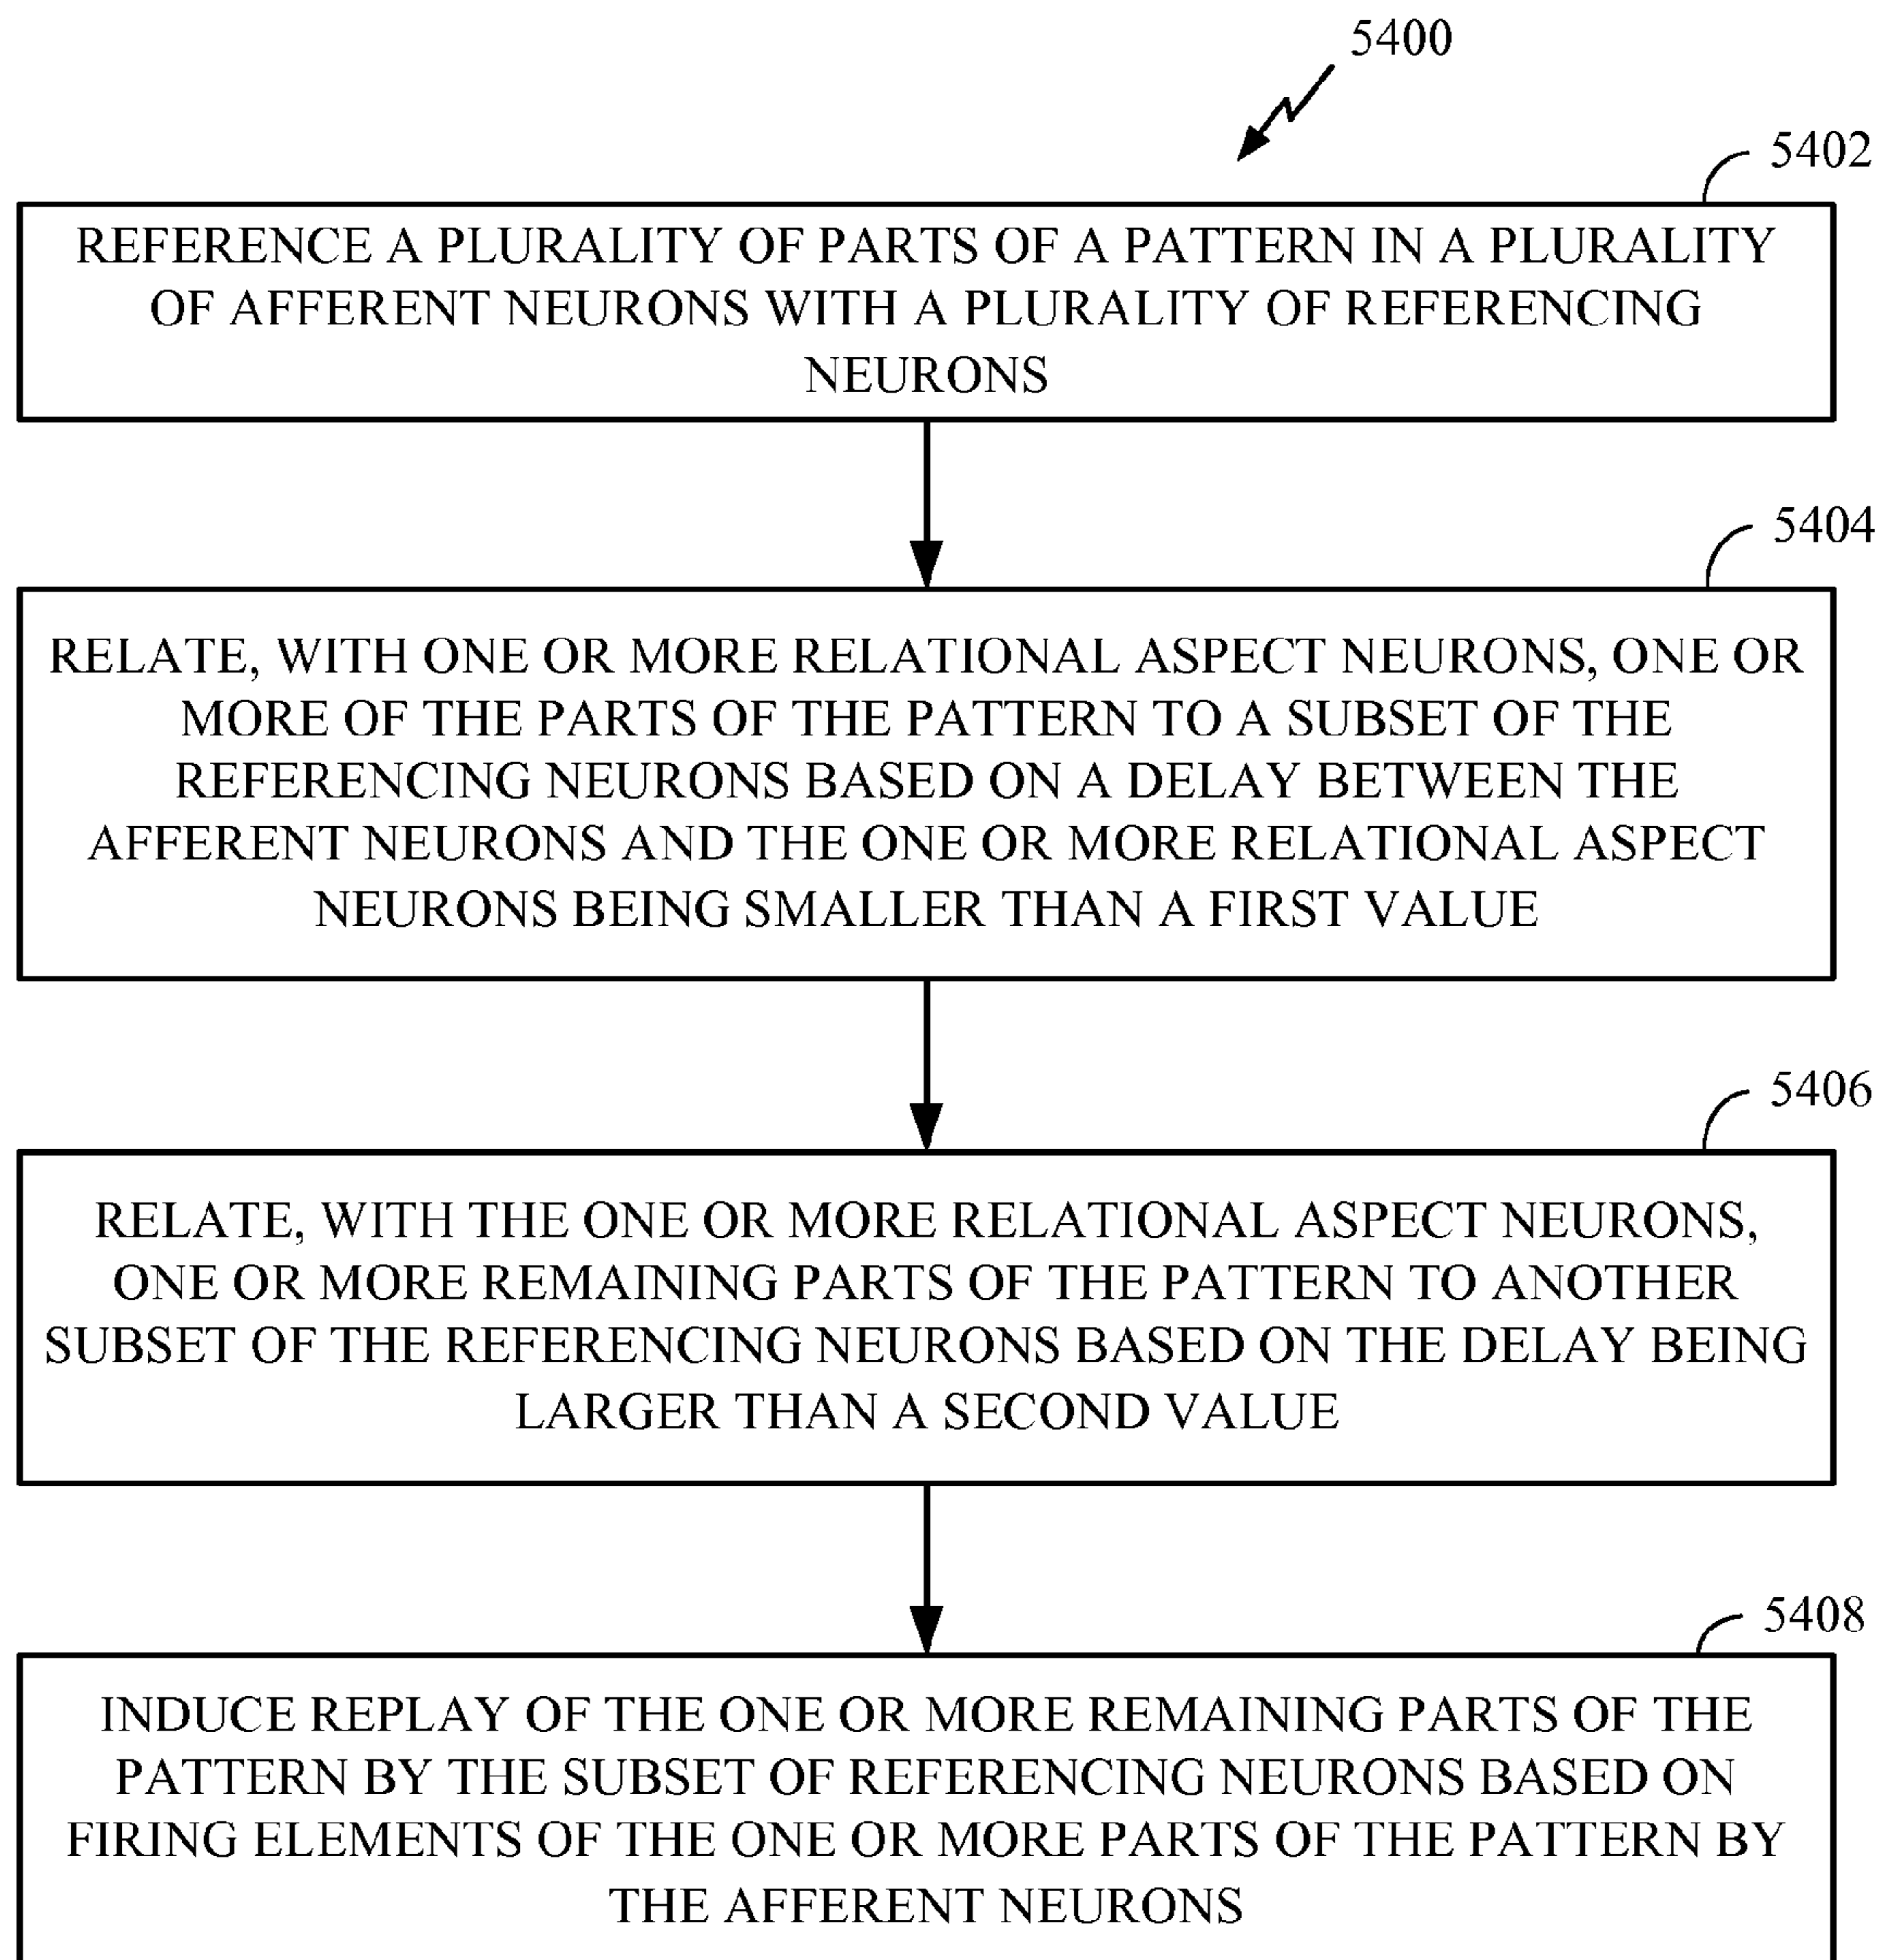 5400
5402
REFERENCE A PLURALITY OF PARTS OF A PATTERN IN A PLURALITY
OF AFFERENT NEURONS WITH A PLURALITY OF REFERENCING
NEURONS
5404
RELATE, WITH ONE OR MORE RELATIONAL ASPECT NEURONS, ONE OR
MORE OF THE PARTS OF THE PATTERN TO A SUBSET OF THE
REFERENCING NEURONS BASED ON A DELAY BETWEEN THE
AFFERENT NEURONS AND THE ONE OR MORE RELATIONAL ASPECT
NEURONS BEING SMALLER THAN A FIRST VALUE
5406
RELATE, WITH THE ONE OR MORE RELATIONAL ASPECT NEURONS,
ONE OR MORE REMAINING PARTS OF THE PATTERN TO ANOTHER
SUBSET OF THE REFERENCING NEURONS BASED ON THE DELAY BEING
LARGER THAN A SECOND VALUE
5408
INDUCE REPLAY OF THE ONE OR MORE REMAINING PARTS OF THE
PATTERN BY THE SUBSET OF REFERENCING NEURONS BASED ON
FIRING ELEMENTS OF THE ONE OR MORE PARTS OF THE PATTERN BY
THE AFFERENT NEURONS